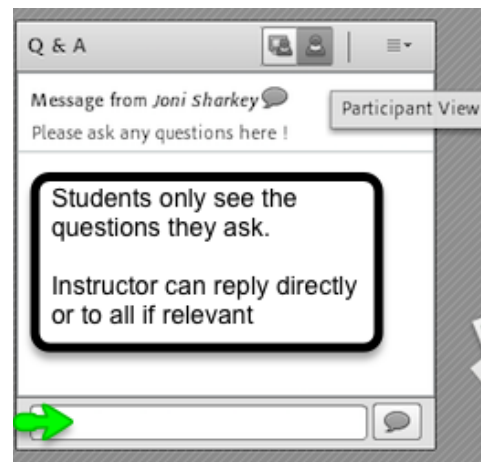 Q & A
Message from Joni Sharkey
Participant View
Please ask any questions here !
Students only see the
questions they ask.
Instructor can reply directly
or to all if relevant